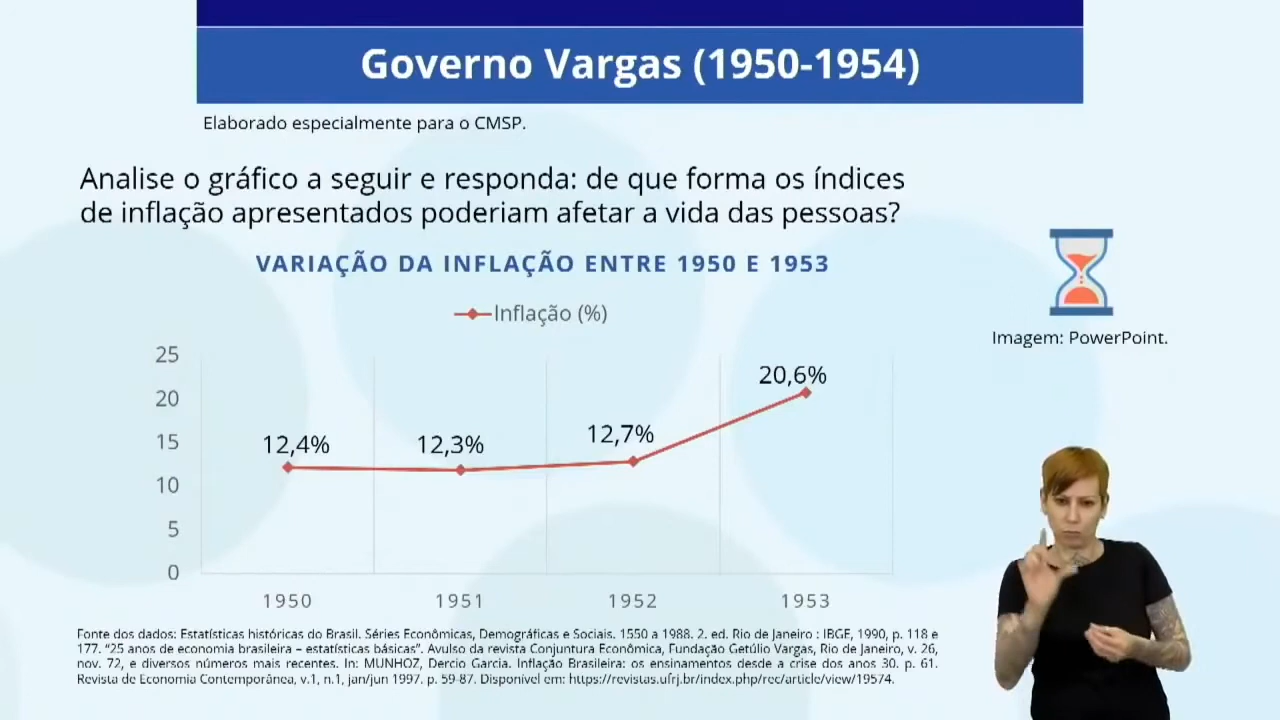 Governo Vargas (1950-1954)
Elaborado especialmente para o CMSP.
Analise o gráfico a seguir e responda: de que forma os índices
de inflação apresentados poderiam afetar a vida das pessoas?
VARIAÇÃO DA INFLAÇÃO ENTRE 1950 E 1953
Inflação (%)
Imagem: PowerPoint.
25
20
15
10
5
0
12,4%
12,3%
12,7%
20,6%
1950
1951
1952
1953
Fonte dos dados: Estatísticas históricas do Brasil. Séries Econômicas, Demográficas e Sociais. 1550 a 1988. 2. ed. Rio de Janeiro : IBGE, 1990, p. 118 e
177. “25 anos de economia brasileira – estatísticas básicas”. Avulso da revista Conjuntura Econômica, Fundação Getúlio Vargas, Rio de Janeiro, v. 26,
nov. 72, e diversos números mais recentes. In: MUNHOZ, Dercio Garcia. Inflação Brasileira: os ensinamentos desde a crise dos anos 30. p. 61.
Revista de Economia Contemporânea, v.1, n.1, jan/jun 1997. p. 59-87. Disponível em: https://revistas.ufrj.br/index.php/rec/article/view/19574.